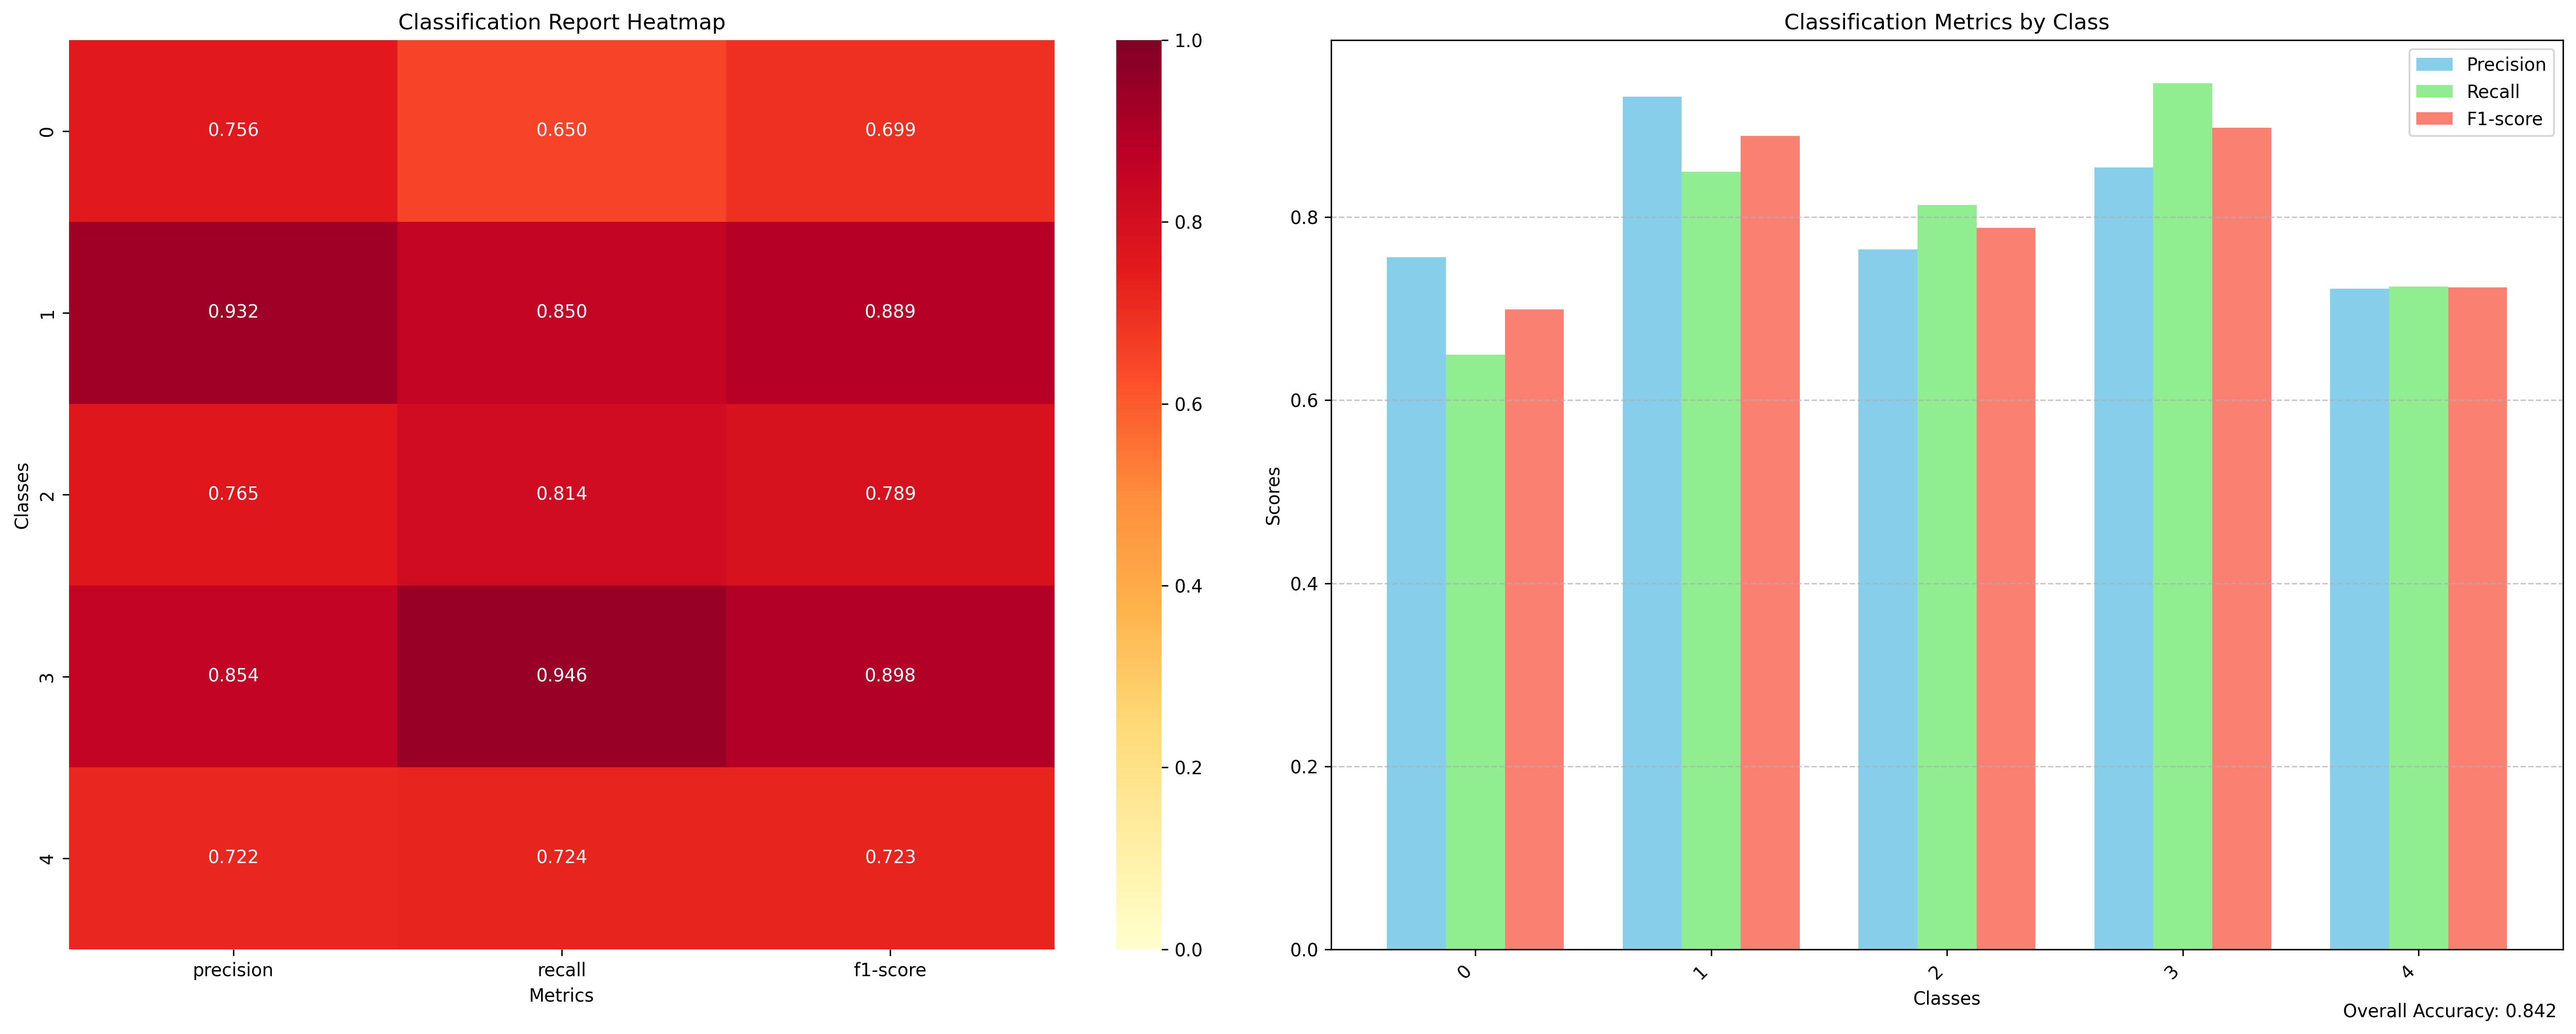 Classification Report Heatmap
Classes
0
1
2
3
4
0.756 0.650 0.699
0.932 0.850 0.889
0.765 0.814 0.789
0.854 0.946 0.898
0.722 0.724 0.723
precision recall f1-score
Metrics
1.0
0.8
0.6
0.4
0.2
0.0
Classification Metrics by Class
Precision
Recall
F1-score
Scores
0.8
0.6
0.4
0.2
0.0
0 1 2 3 4
Classes
Overall Accuracy: 0.842